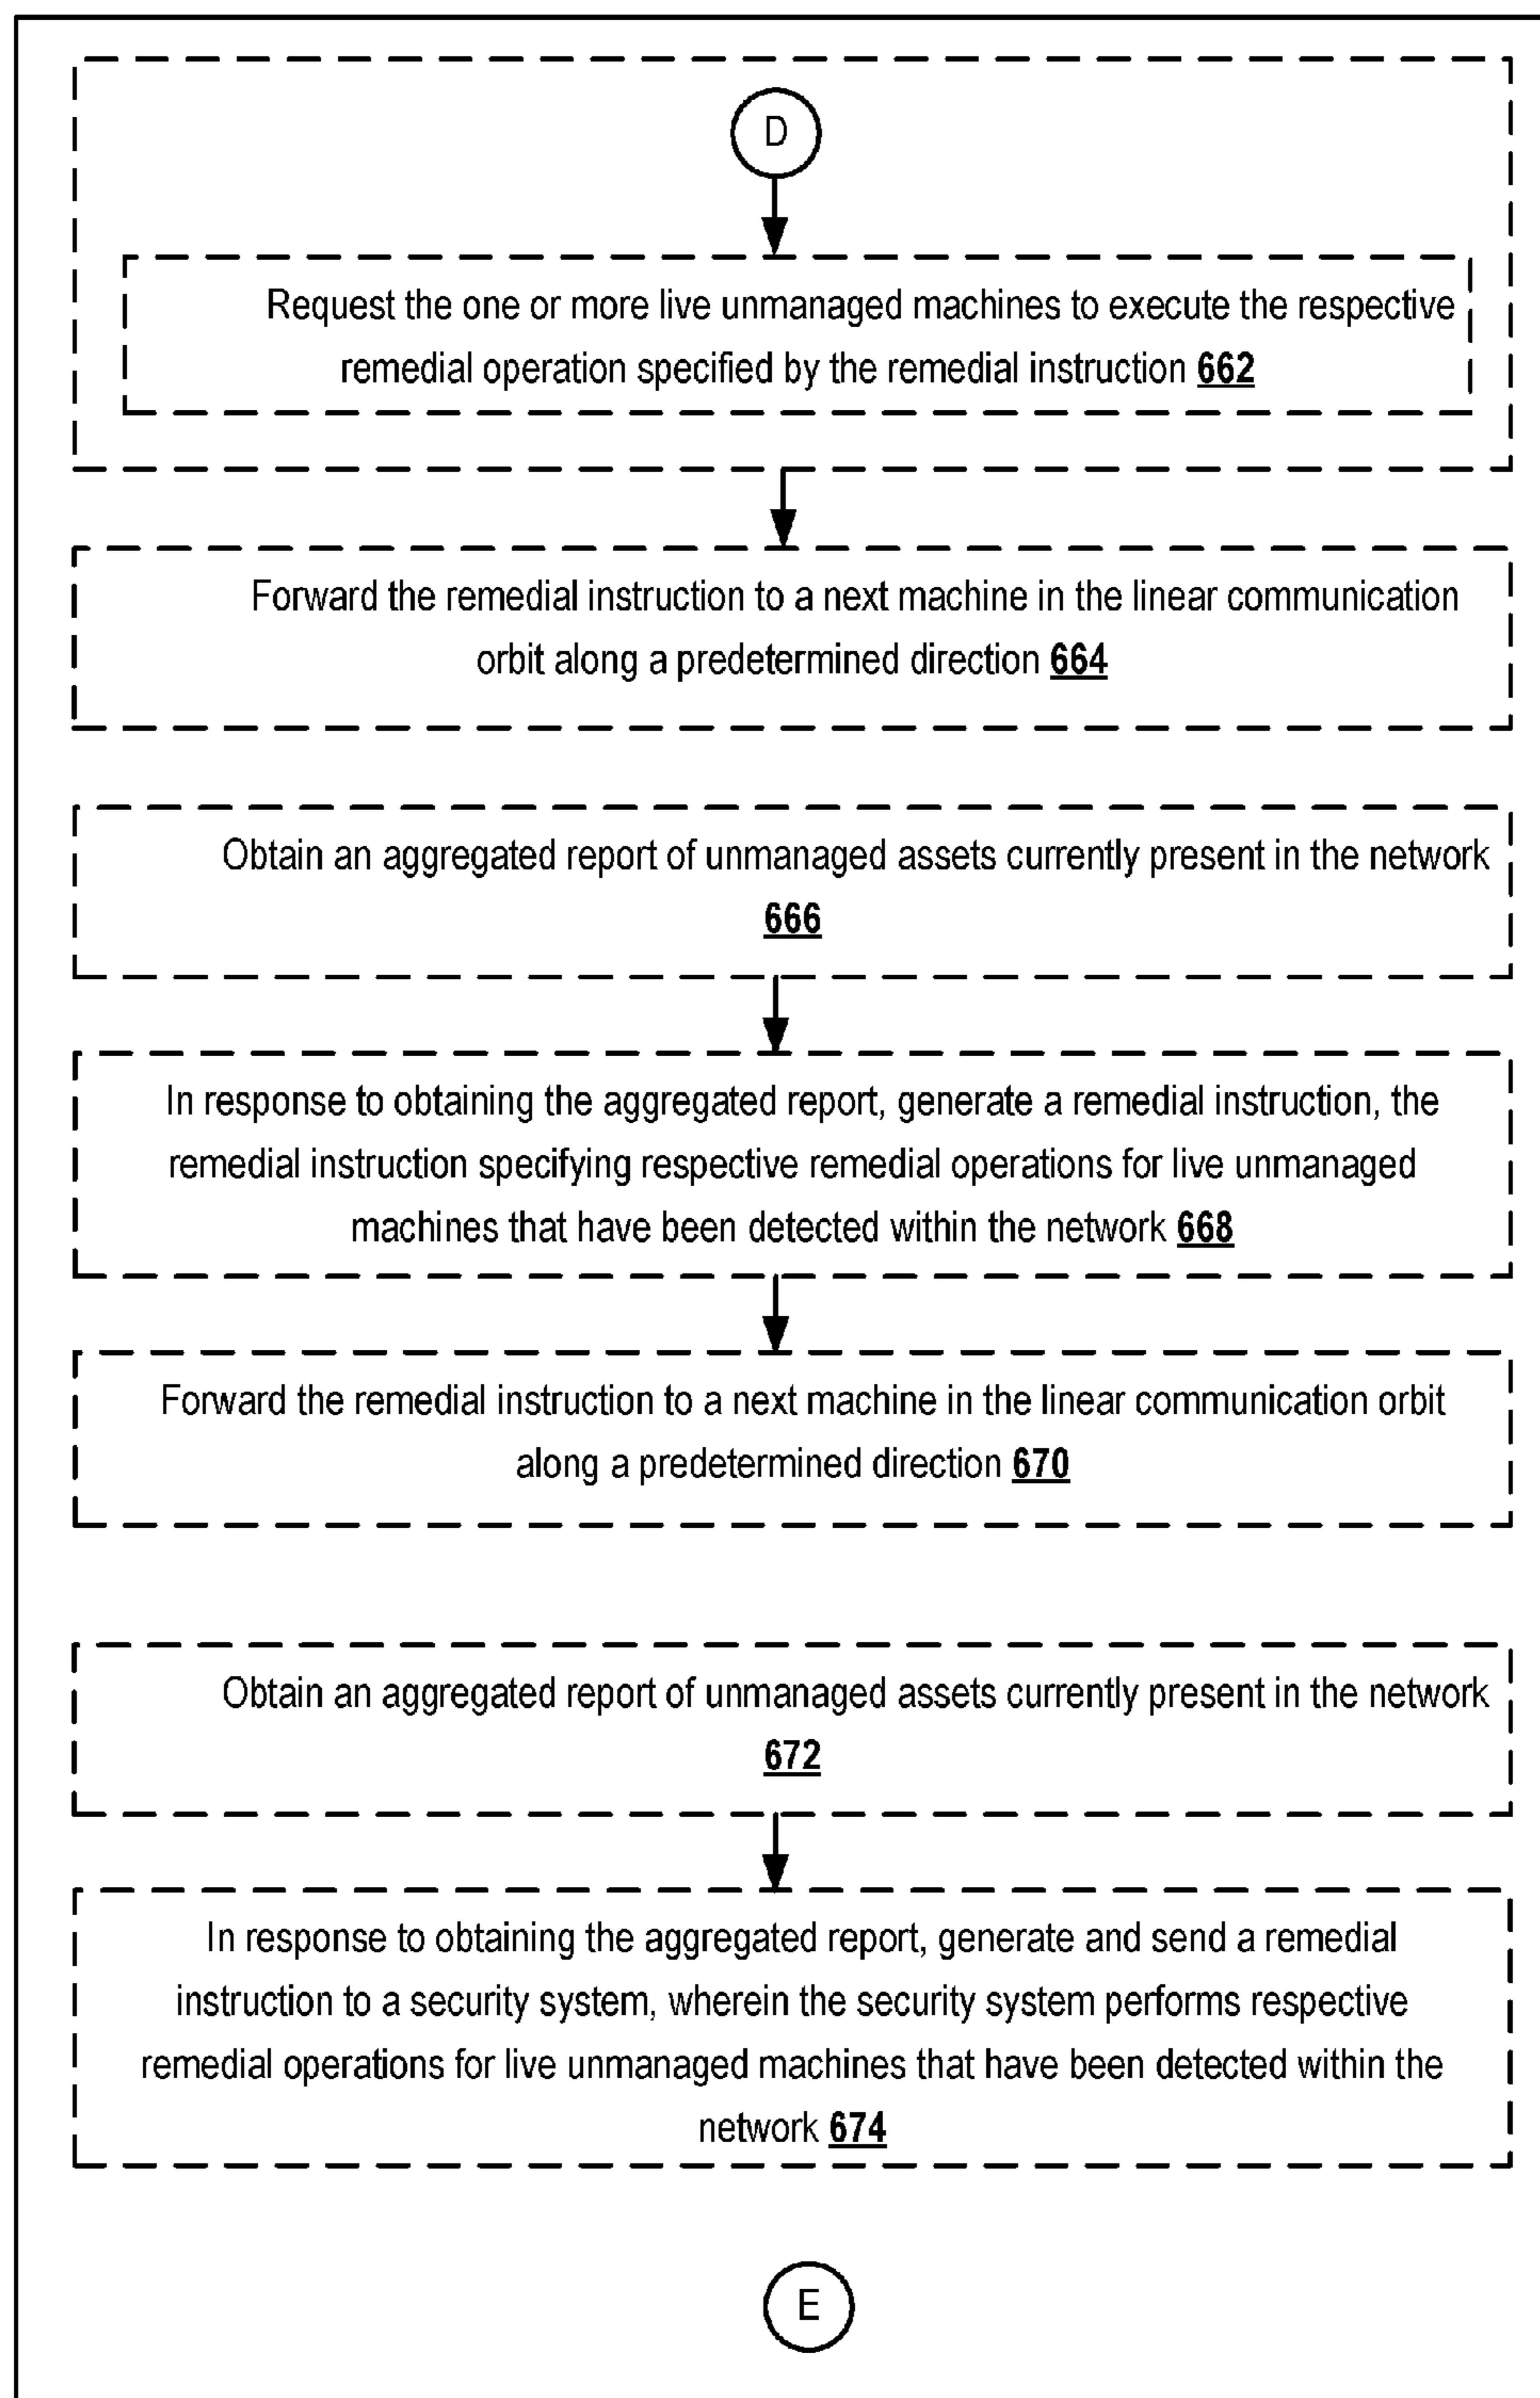 D
Request the one or more live unmanaged machines to execute the respective
remedial operation specified by the remedial instruction 662
Forward the remedial instruction to a next machine in the linear communication
orbit along a predetermined direction 664
Obtain an aggregated report of unmanaged assets currently present in the network
666
In response to obtaining the aggregated report, generate a remedial instruction, the
remedial instruction specifying respective remedial operations for live unmanaged
machines that have been detected within the network 668
Forward the remedial instruction to a next machine in the linear communication orbit
along a predetermined direction 670
Obtain an aggregated report of unmanaged assets currently present in the network
672
In response to obtaining the aggregated report, generate and send a remedial
instruction to a security system, wherein the security system performs respective
remedial operations for live unmanaged machines that have been detected within the
network 674
E